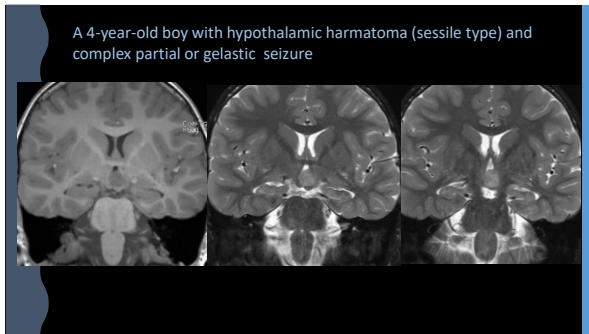 A 4-year-old boy with hypothalamic harmatoma (sessile type) and
complex partial or gelastic seizure